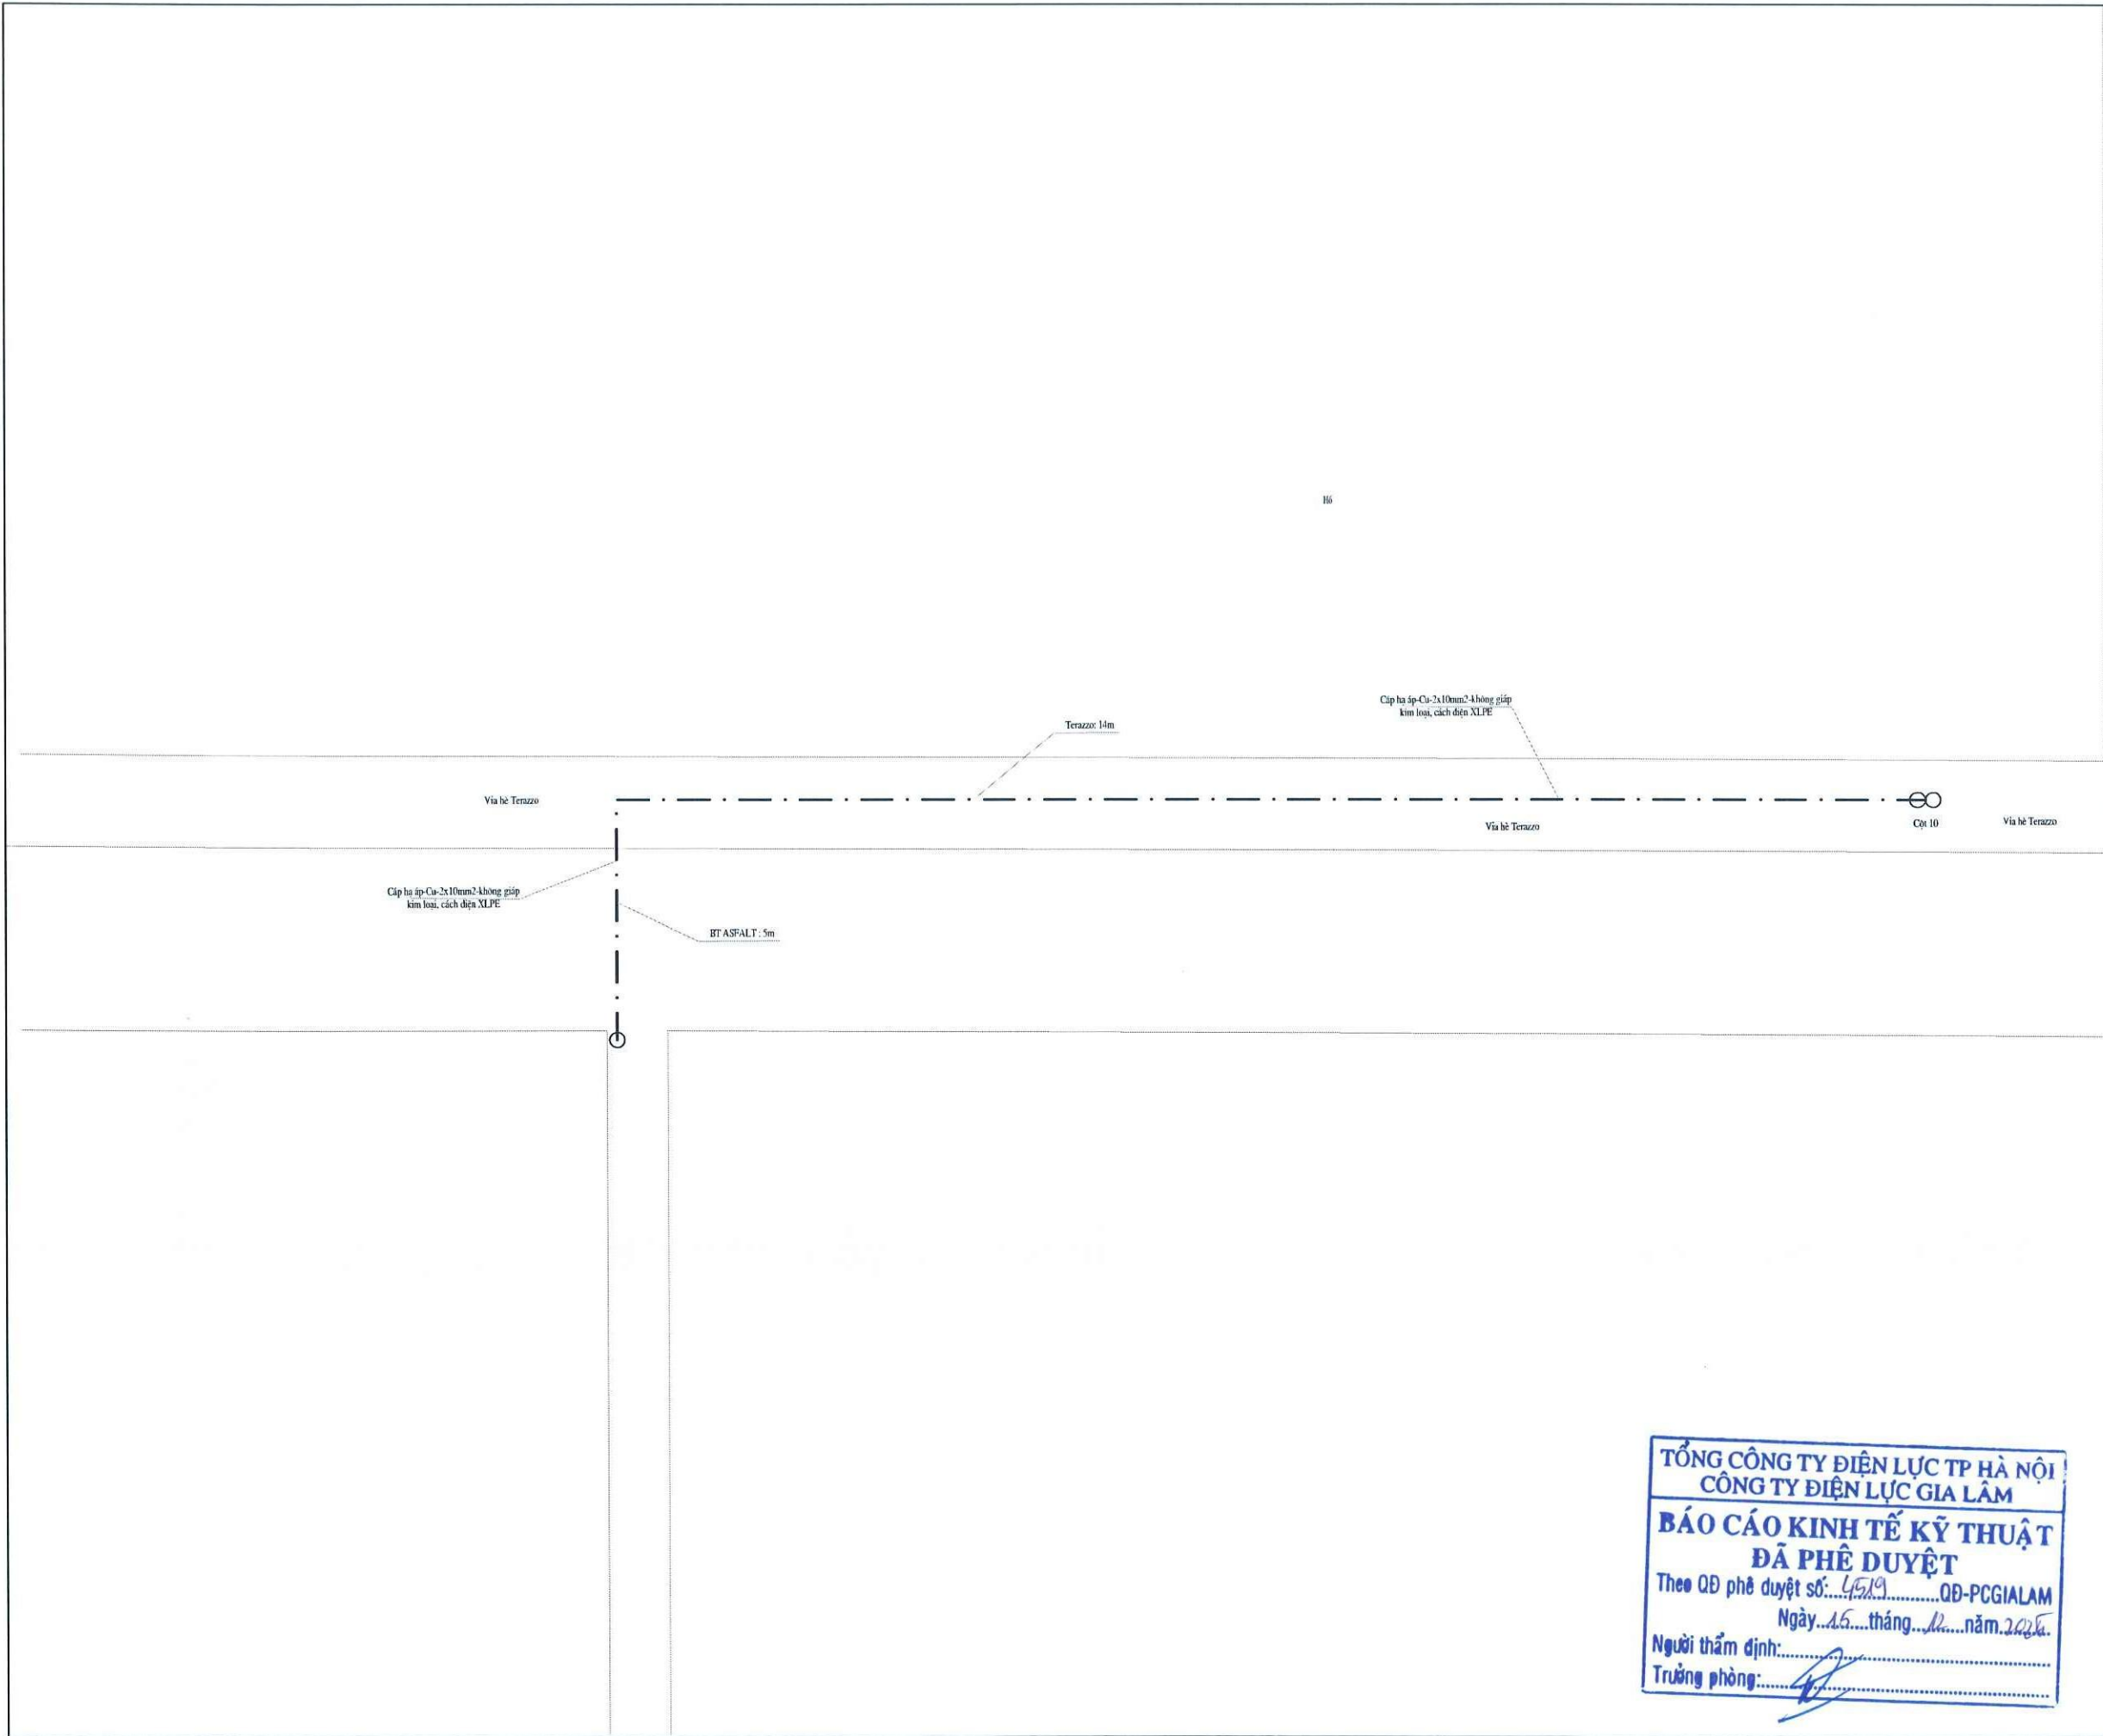 Hồ
Cáp hạ áp-Cu-2x10mm2-không giáp
kim loại, cách điện XLPE
Terazzo: 14m
Vỉa hè Terazzo
Vỉa hè Terazzo
Cột 10
Vỉa hè Terazzo
Cáp hạ áp-Cu-2x10mm2-không giáp
kim loại, cách điện XLPE
BT ASFALT : 5m
TỔNG CÔNG TY ĐIỆN LỰC TP HÀ NỘI
CÔNG TY ĐIỆN LỰC GIA LÂM
BÁO CÁO KINH TẾ KỸ THUẬT
ĐÃ PHÊ DUYỆT
Theo QĐ phê duyệt số: 4519 QĐ-PCGIALAM
Ngày 15 tháng 12 năm
Người thẩm định:
Trưởng phòng: